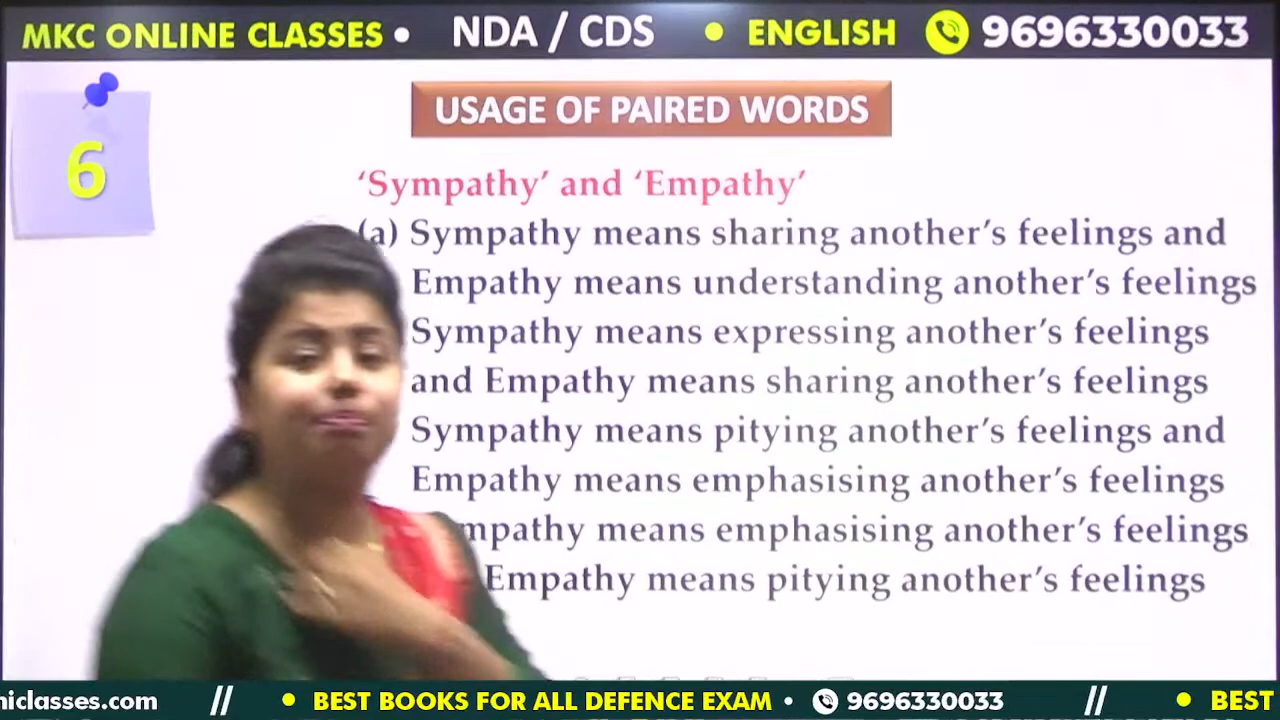 MKC ONLINE CLASSES • NDA / CDS • ENGLISH 9696330033
6
USAGE OF PAIRED WORDS
‘Sympathy’ and ‘Empathy’
(a) Sympathy means sharing another’s feelings and
Empathy means understanding another’s feelings
Sympathy means expressing another’s feelings
and Empathy means sharing another’s feelings
Sympathy means pitying another’s feelings and
Empathy means emphasising another’s feelings
means emphasising another’s feelings
Empathy means pitying another’s feelings
// • BEST BOOKS FOR ALL DEFENCE EXAM • 9696330033 // • BEST